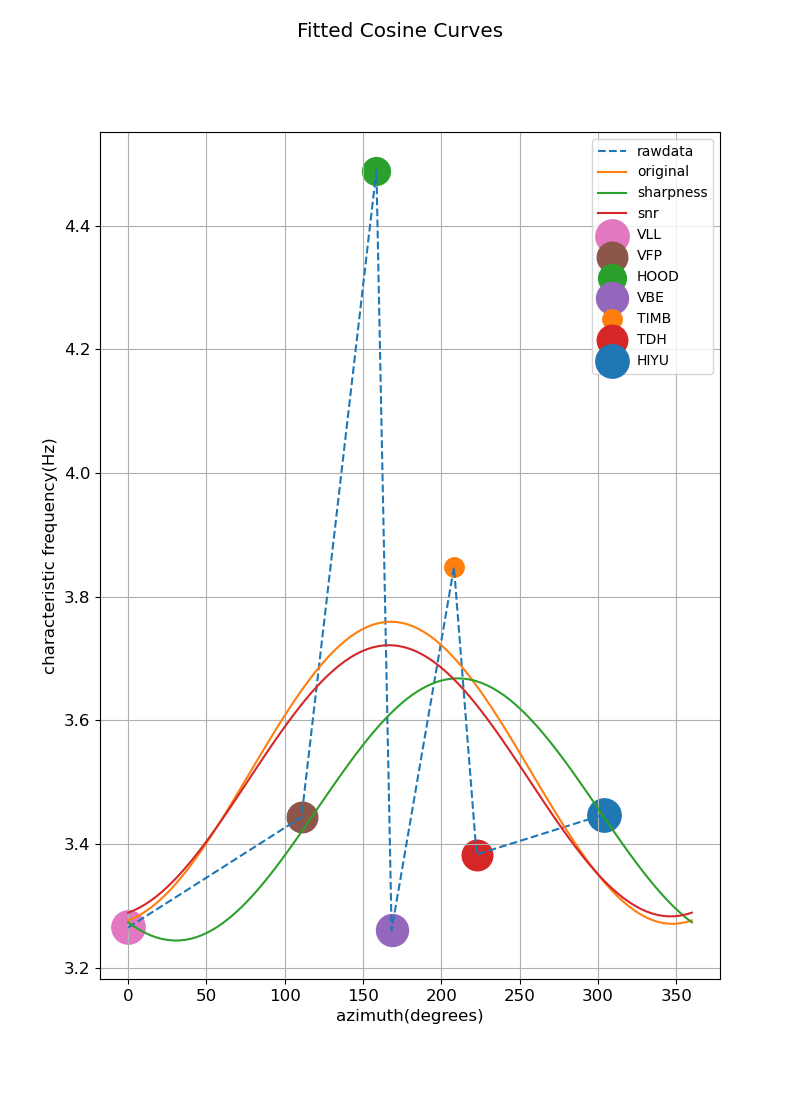 Fitted Cosine Curves
rawdata
original
sharpness
snr
VLL
VFP
HOOD
VBE
TIMB
TDH
HIYU
4.4
4.2
4.0
3.8
3.6
3.4
3.2
characteristic frequency(Hz)
0 50 100 150 200 250 300 350
azimuth(degrees)